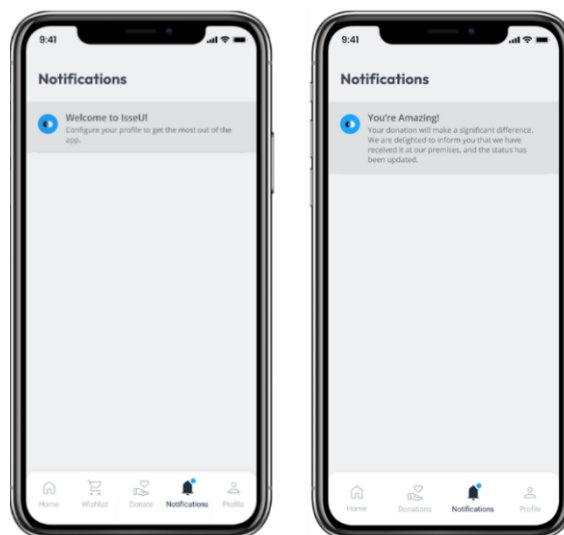 9:41
Notifications
Welcome to IsseU!
Configure your profile to get the most out of the
app.
Home Wishlist Donate Notifications Profile
9:41
Notifications
You're Amazing!
Your donation will make a significant difference.
We are delighted to inform you that we have
received it at our premises, and the status has
been updated.
Home Donations Notifications Profile